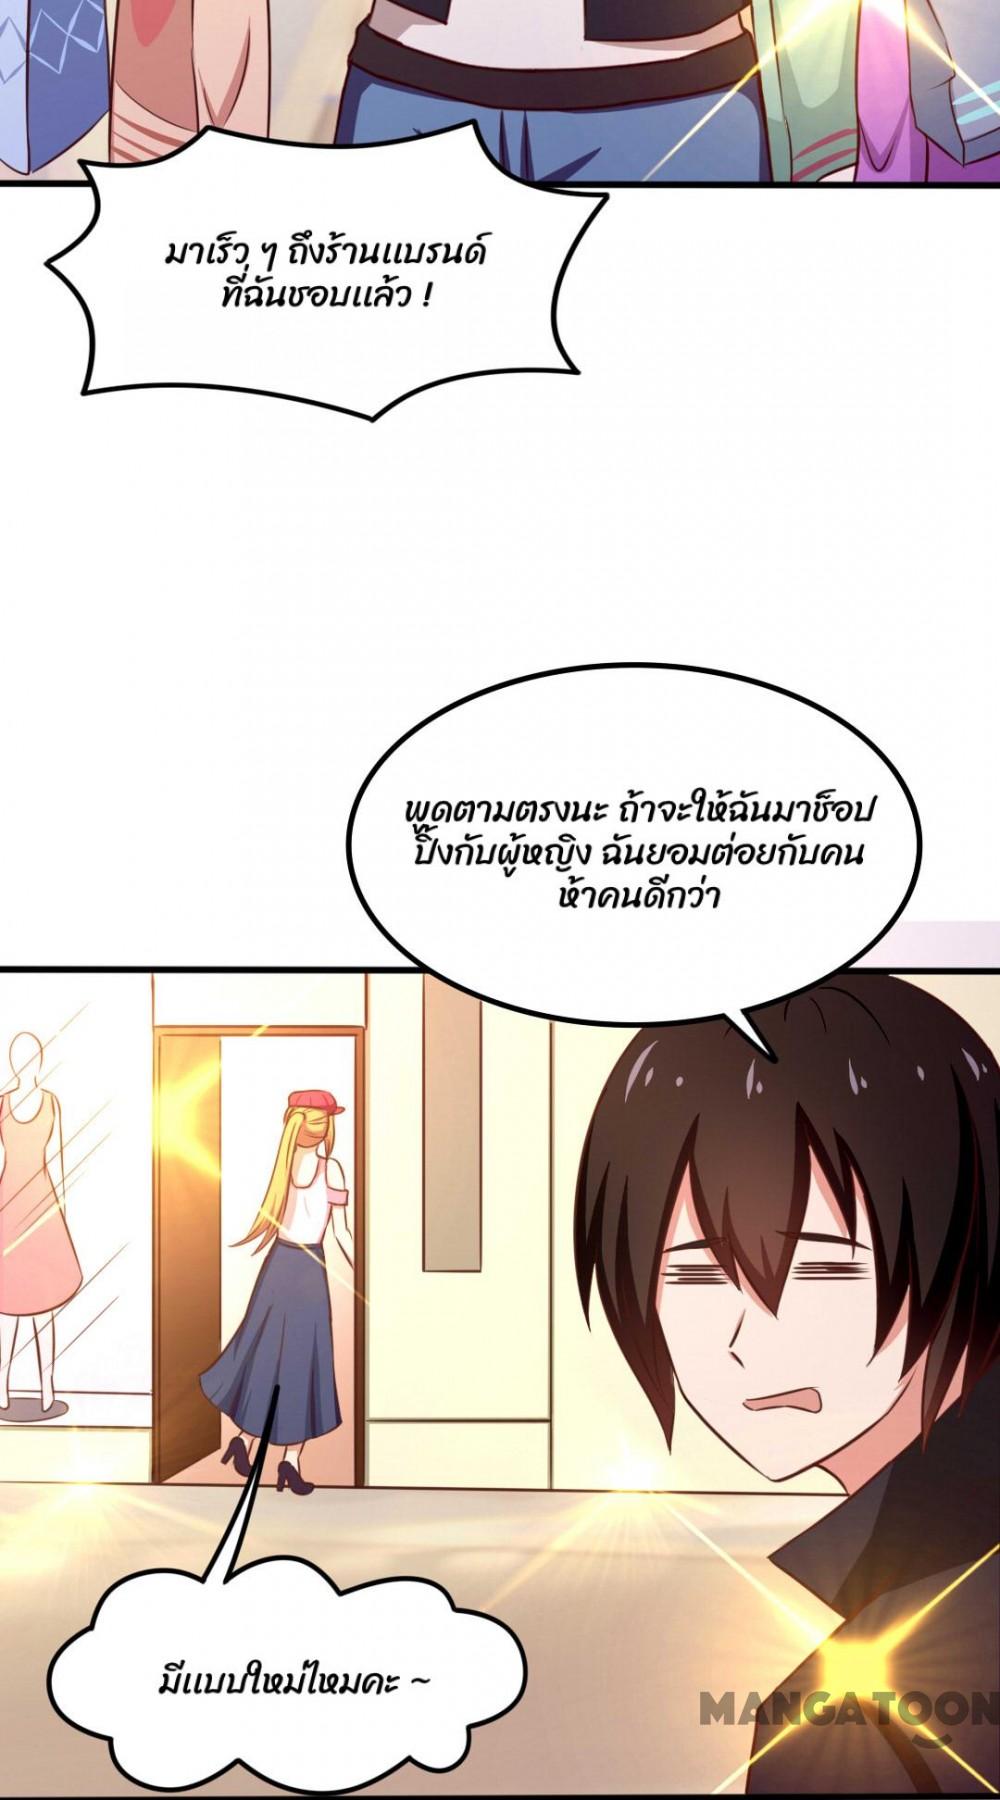 มาเร็ว ๆ ถึงร้านแบรนด์
ที่ฉันชอบแล้ว !
พูดตามตรงนะ ถ้าจะให้ฉันมาช็อป
ปิ้งกับผู้หญิง ฉันยอมต่อยกับคน
ห้าคนดีกว่า
มีแบบใหม่ไหมคะ ~
MANGATOON